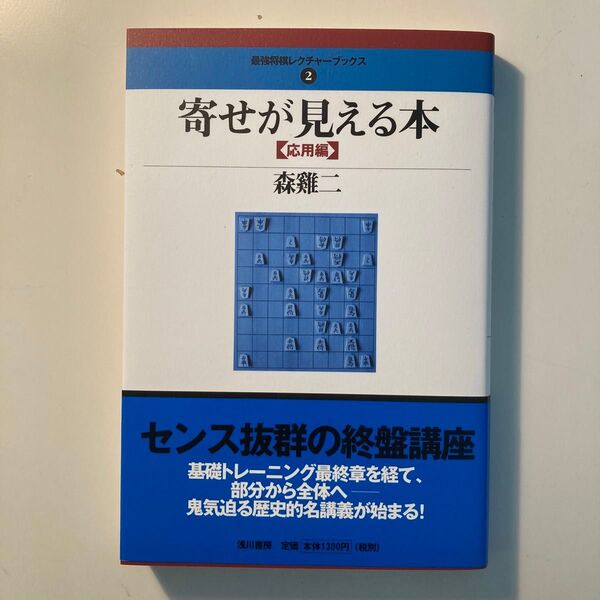 最強将棋レクチャーブックス
2
寄せが見える本
【応用編】
森雞二
センス抜群の終盤講座
基礎トレーニング最終章を経て、
部分から全体へ――
鬼気迫る歴史的名講義が始まる!
浅川書房 定価 本体1300円 (税別)